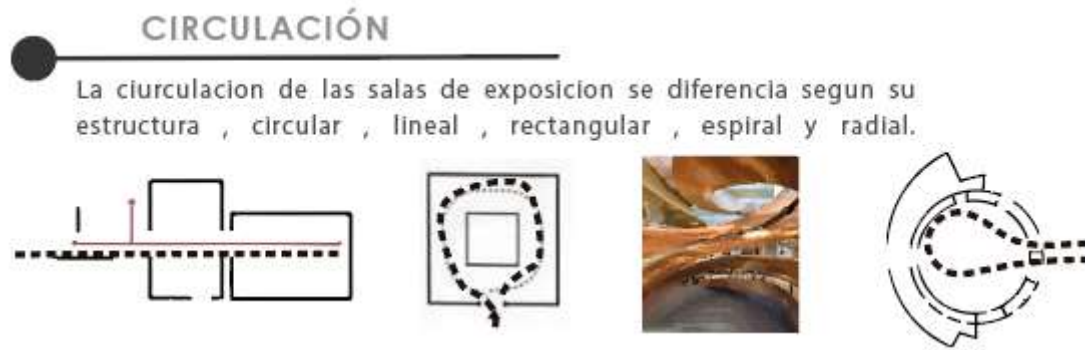 CIRCULACIÓN
La ciurculacion de las salas de exposicion se diferencia segun su
estructura , circular , lineal , rectangular , espiral y radial.